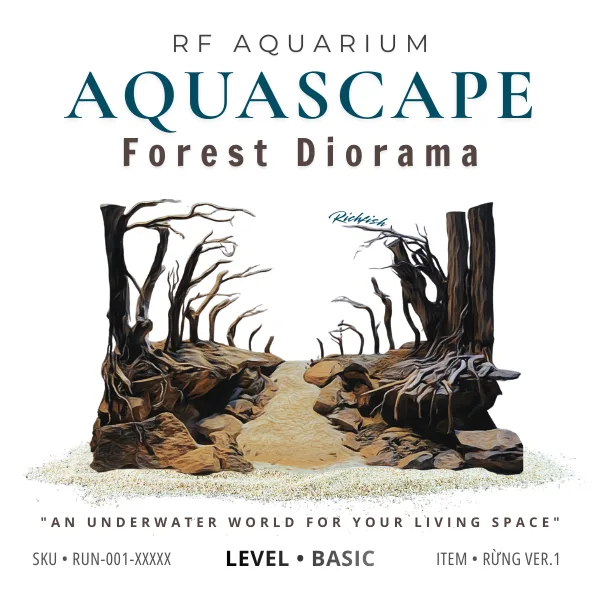 RF AQUARIUM
AQUASCAPE
Forest Diorama
Richfish
"AN UNDERWATER WORLD FOR YOUR LIVING SPACE"
SKU • RUN-001-XXXXX
LEVEL • BASIC
ITEM • RỪNG VER.1